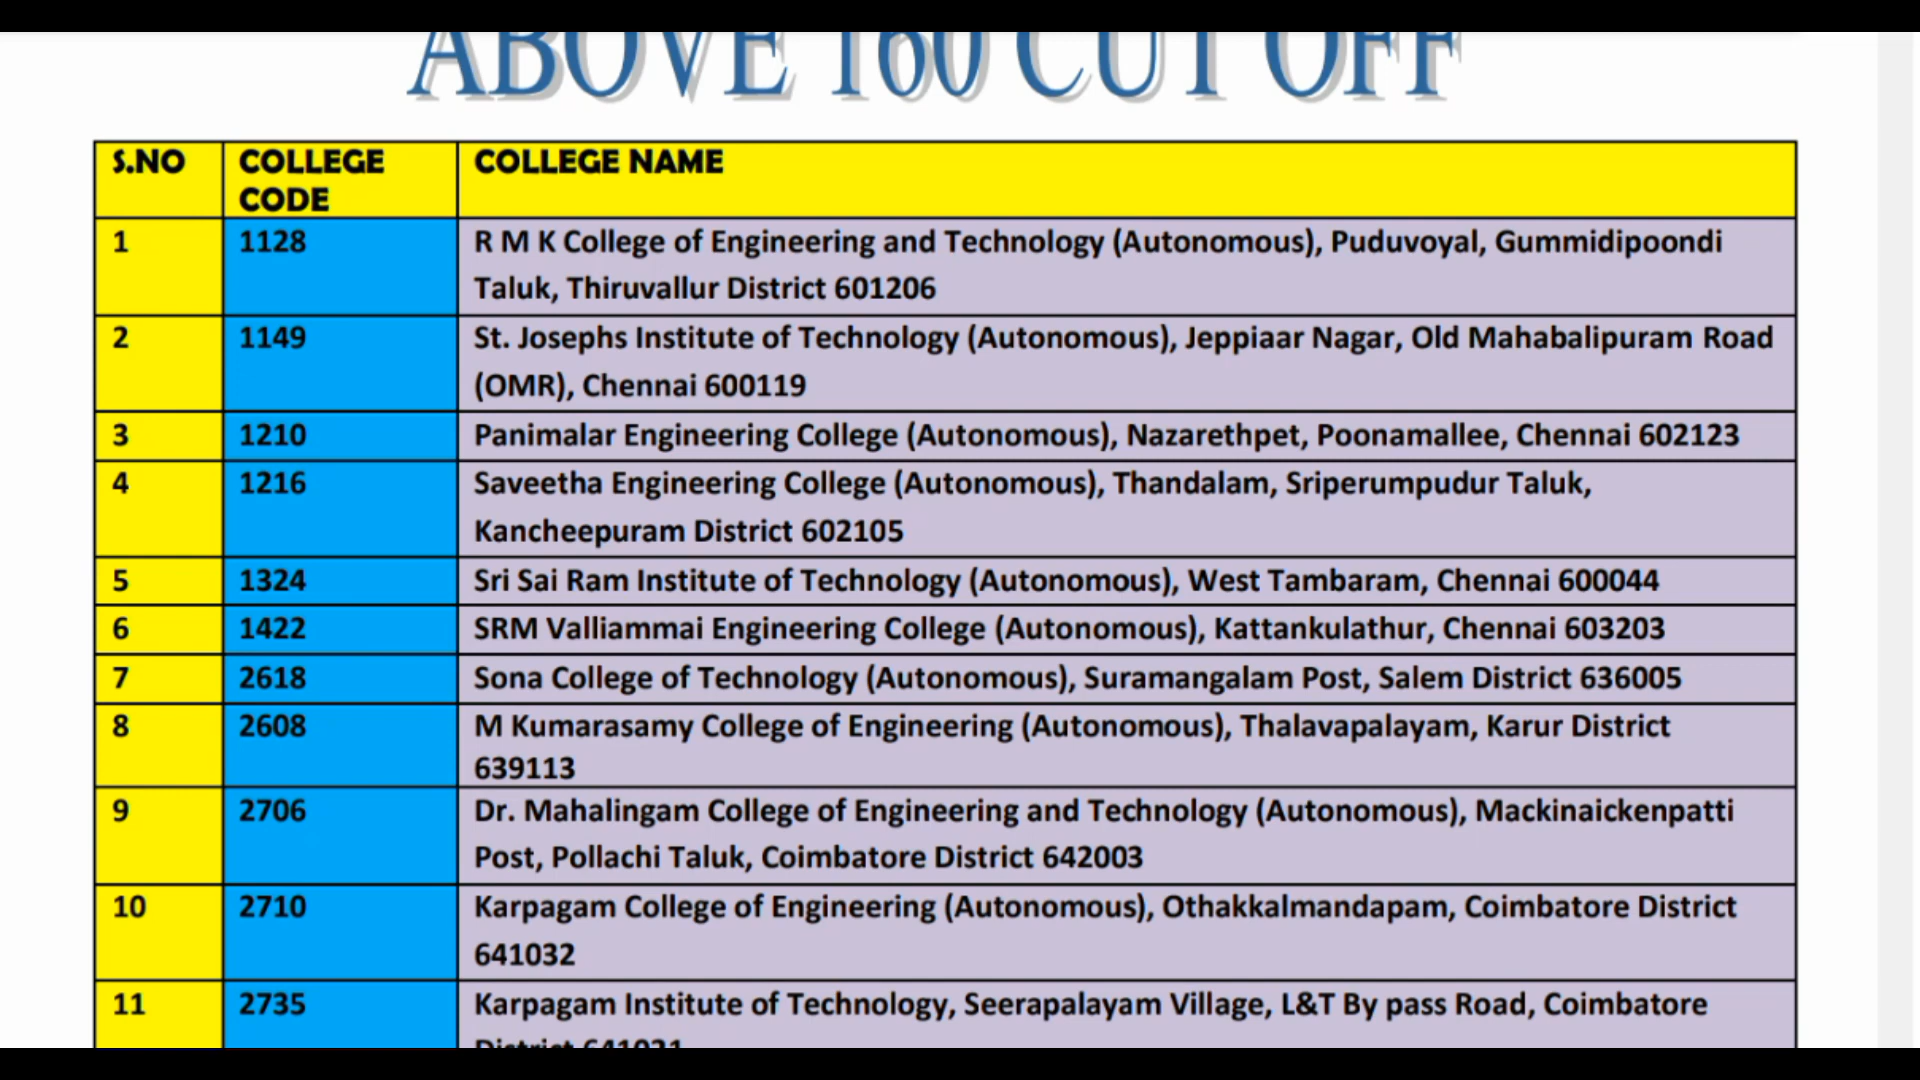 ABOVE 160 CUT OFF
S.NO
COLLEGE
CODE
COLLEGE NAME
1
1128
R M K College of Engineering and Technology (Autonomous), Puduvoyal, Gummidipoondi
Taluk, Thiruvallur District 601206
2
1149
St. Josephs Institute of Technology (Autonomous), Jeppiaar Nagar, Old Mahabalipuram Road
(OMR), Chennai 600119
3
1210
Panimalar Engineering College (Autonomous), Nazarethpet, Poonamallee, Chennai 602123
4
1216
Saveetha Engineering College (Autonomous), Thandalam, Sriperumpudur Taluk,
Kancheepuram District 602105
5
1324
Sri Sai Ram Institute of Technology (Autonomous), West Tambaram, Chennai 600044
6
1422
SRM Valliammai Engineering College (Autonomous), Kattankulathur, Chennai 603203
7
2618
Sona College of Technology (Autonomous), Suramangalam Post, Salem District 636005
8
2608
M Kumarasamy College of Engineering (Autonomous), Thalavapalayam, Karur District
639113
9
2706
Dr. Mahalingam College of Engineering and Technology (Autonomous), Mackinaickenpatti
Post, Pollachi Taluk, Coimbatore District 642003
10
2710
Karpagam College of Engineering (Autonomous), Othakkalmandapam, Coimbatore District
641032
11
2735
Karpagam Institute of Technology, Seerapalayam Village, L&T By pass Road, Coimbatore
District 641021